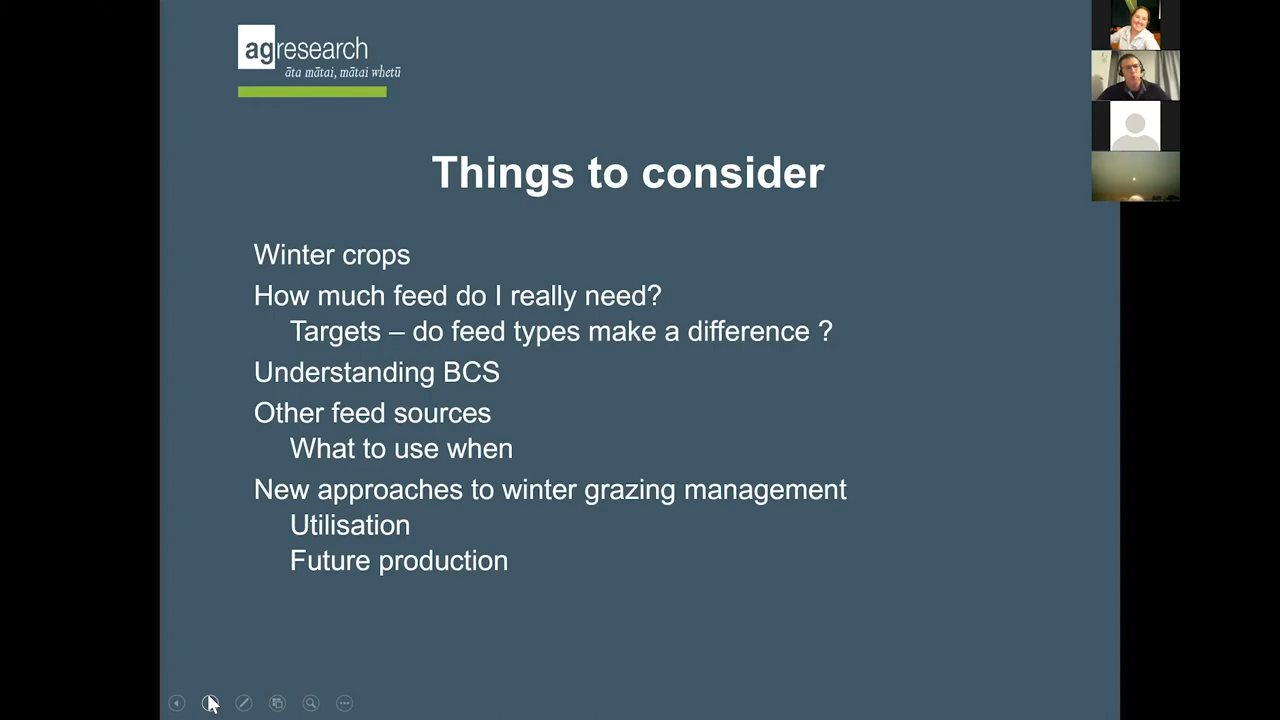 agresearch
āta mātai, mātai whetū
Things to consider
Winter crops
How much feed do I really need?
Targets – do feed types make a difference ?
Understanding BCS
Other feed sources
What to use when
New approaches to winter grazing management
Utilisation
Future production